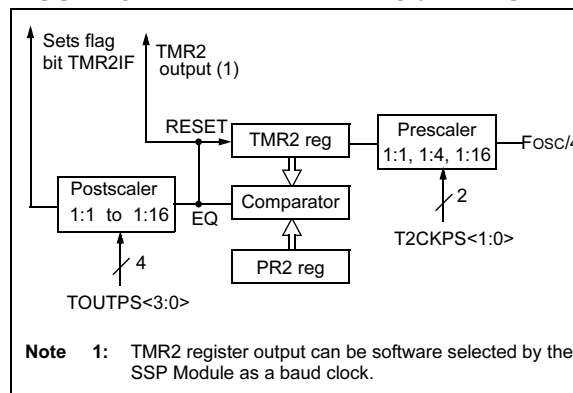 Sets flag
bit TMR2IF
TMR2
output (1)
RESET
TMR2 reg
Prescaler
1:1, 1:4, 1:16
FOSC/4
Postscaler
1:1 to 1:16
EQ
Comparator
2
T2CKPS<1:0>
4
PR2 reg
TOUTPS<3:0>
Note 1: TMR2 register output can be software selected by the
SSP Module as a baud clock.